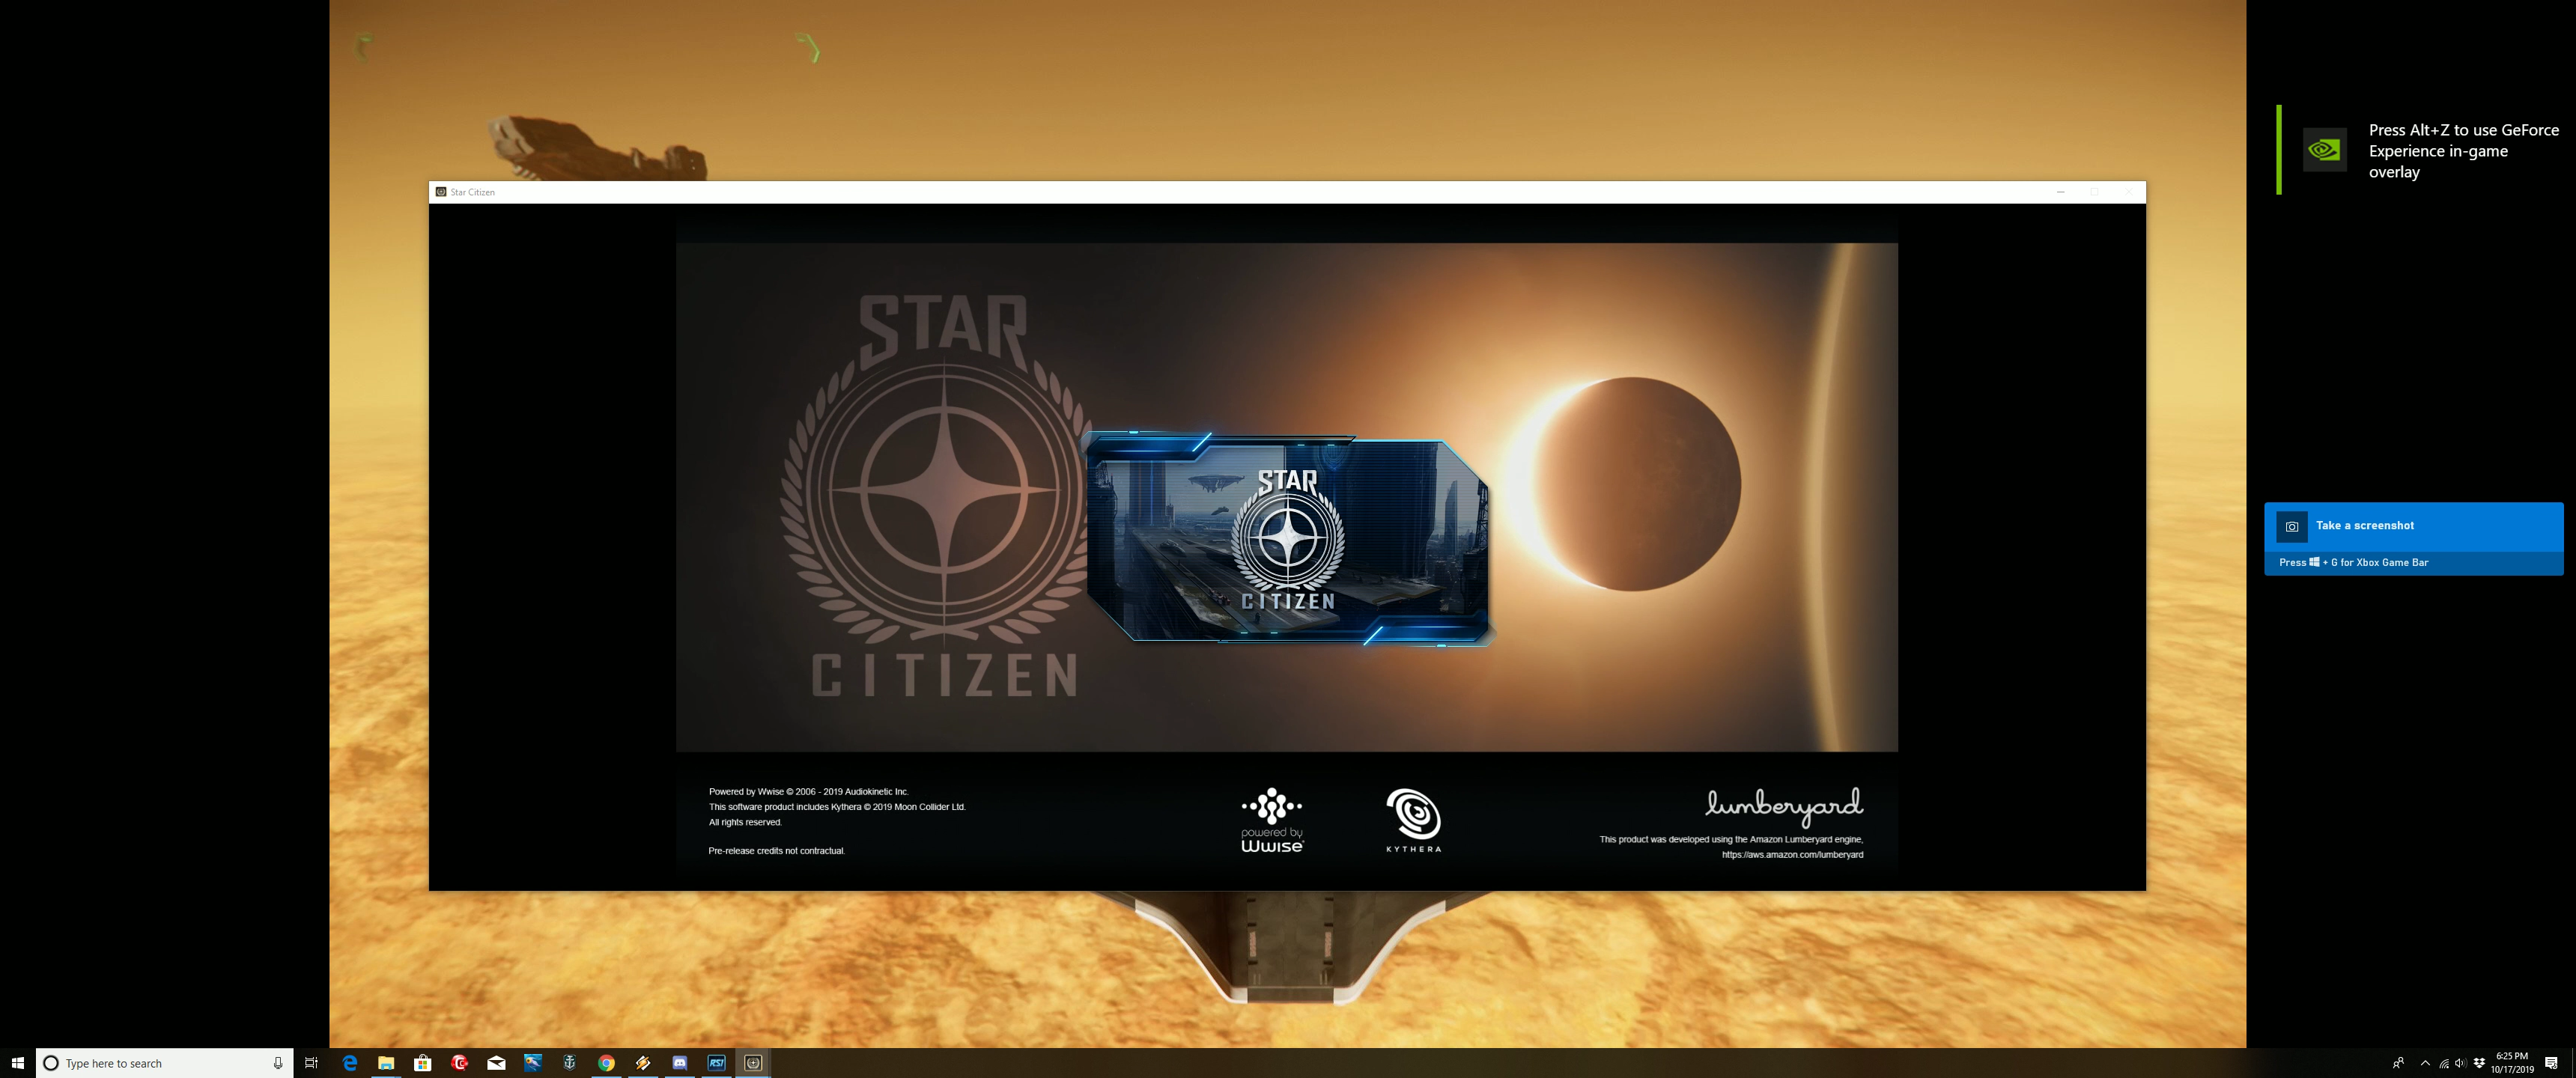 Press Alt+Z to use GeForce
Experience in-game
overlay
Star Citizen
STAR
CITIZEN
STAR
CITIZEN
Take a screenshot
Press + G for Xbox Game Bar
Powered by Wwise © 2006 - 2019 Audiokinetic Inc.
This software product includes Kythera © 2019 Moon Collider Ltd.
All rights reserved.
Pre-release credits not contractual.
powered by
Wwise
KYTHERA
lumberyard
This product was developed using the Amazon Lumberyard engine,
https://aws.amazon.com/lumberyard
Type here to search
RSI
6:25 PM
10/17/2019